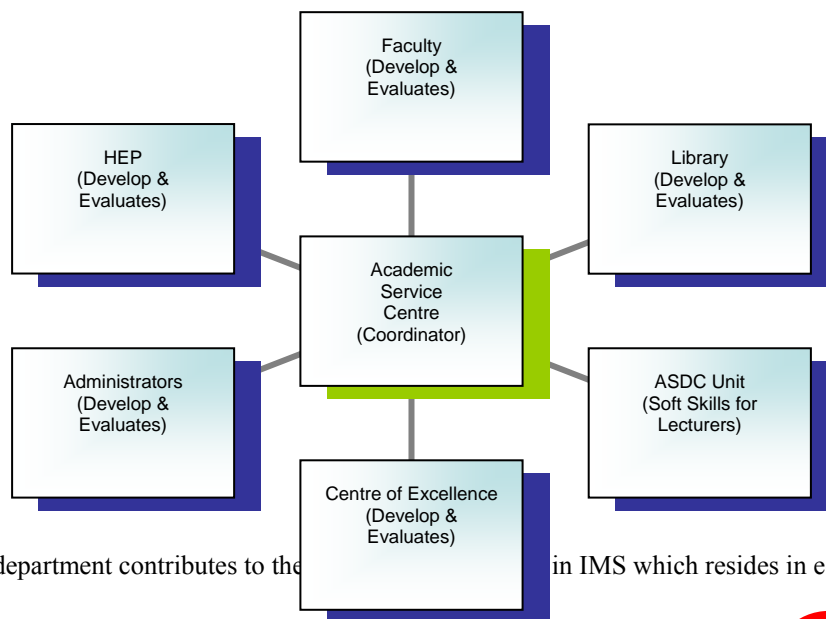 Faculty
(Develop &
Evaluates)
HEP
(Develop &
Evaluates)
Library
(Develop &
Evaluates)
Academic
Service
Centre
(Coordinator)
Administrators
(Develop &
Evaluates)
ASDC Unit
(Soft Skills for
Lecturers)
Centre of Excellence
(Develop &
Evaluates)
department contributes to the in IMS which resides in e